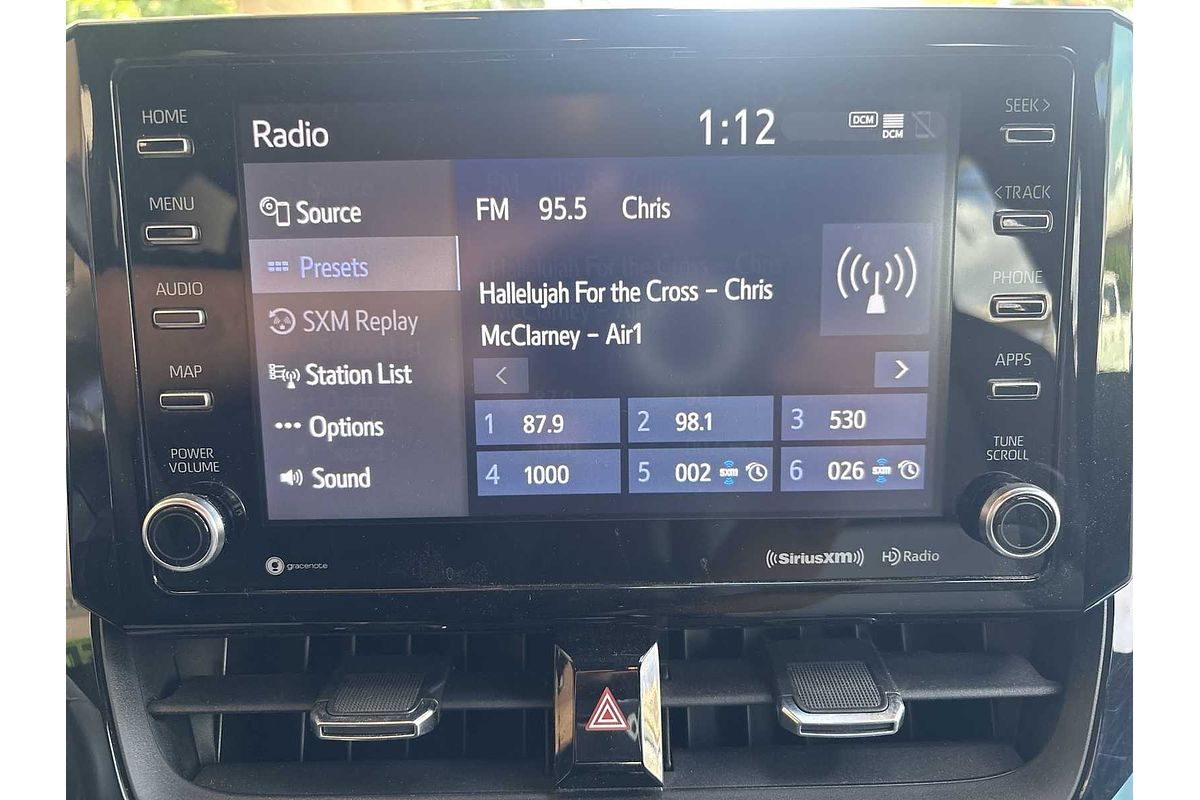 HOME
MENU
AUDIO
MAP
POWER
VOLUME
Radio
1:12
DCM
DCM
Source
Presets
SXM Replay
Station List
••• Options
Sound
FM 95.5 Chris
Hallelujah For the Cross – Chris
McClarney – Air1
< >
1 87.9
2 98.1
3 530
4 1000
5 002 sxm
6 026 sxm
SEEK >
< TRACK
PHONE
APPS
TUNE
SCROLL
gracenote
((SiriusXM))
HD Radio